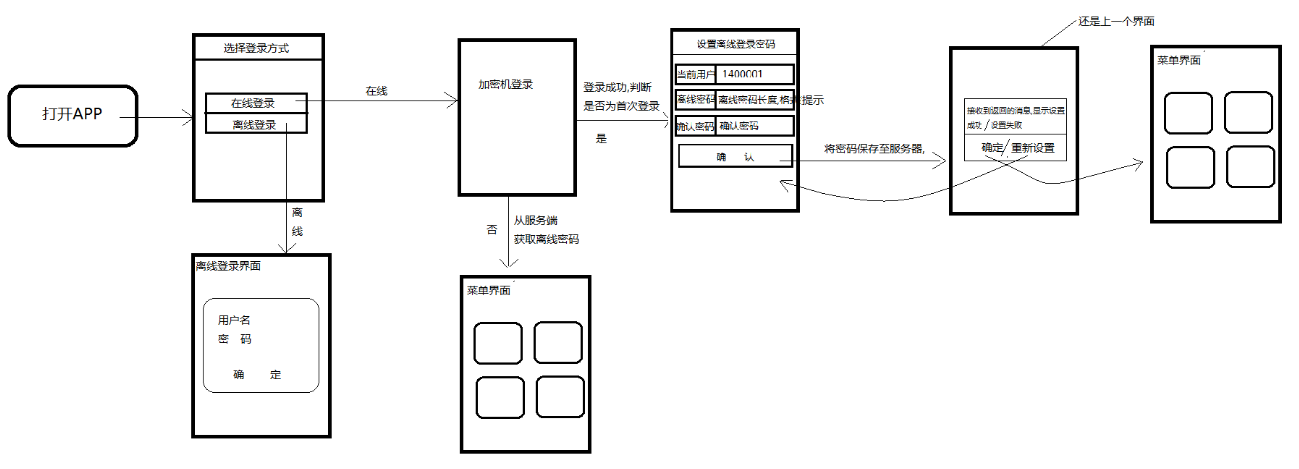 打开APP
选择登录方式
在线登录
离线登录
在线
离
线
离线登录界面
用户名
密 码
确 定
加密机登录
否
从服务端
获取离线密码
菜单界面
登录成功,判断
是否为首次登录
是
设置离线登录密码
当前用户 1400001
离线密码 离线密码长度,格式提示
确认密码 确认密码
确 认
将密码保存至服务器,
还是上一个界面
接收到返回的消息,显示设置
成功/设置失败
确定/重新设置
菜单界面